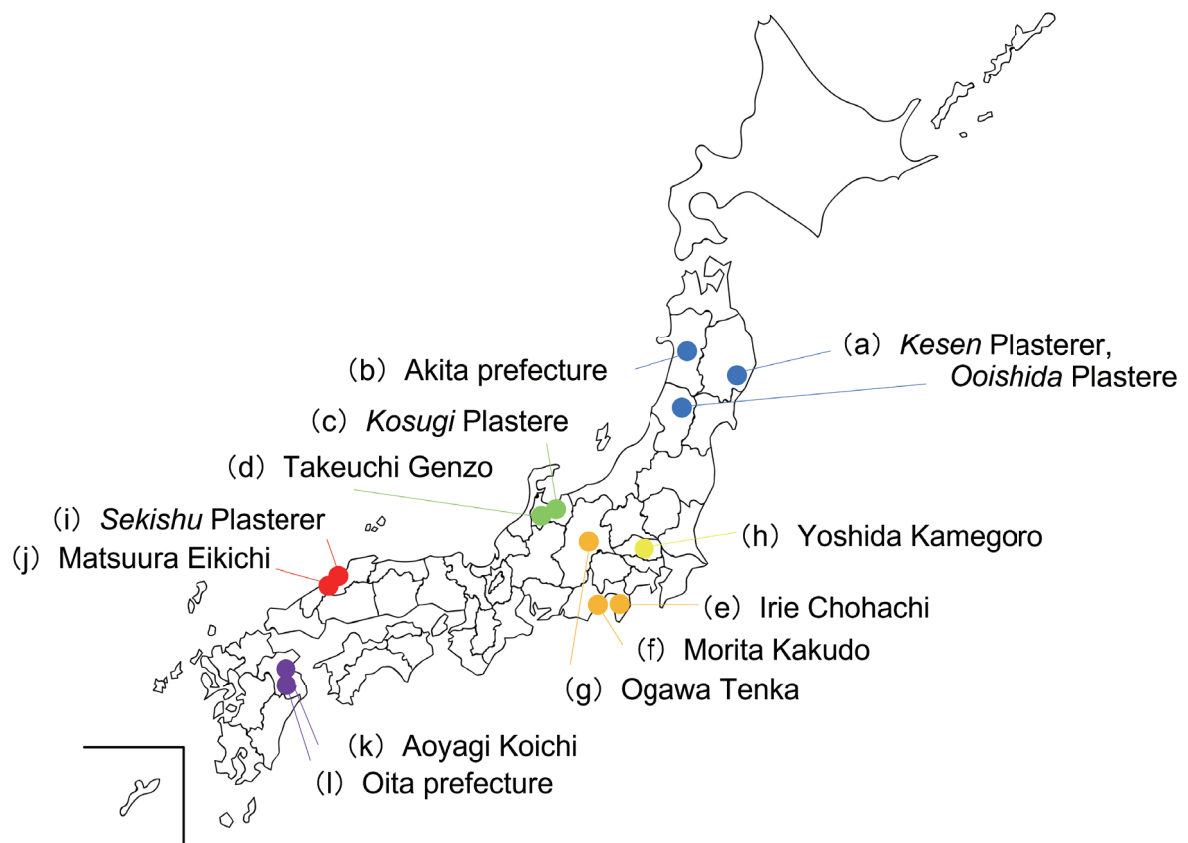 （a）Kesen Plasterer,
Ooishida Plastere
（b）Akita prefecture
（c）Kosugi Plastere
（d）Takeuchi Genzo
（i）Sekishu Plasterer
（j）Matsuura Eikichi
（h）Yoshida Kamegoro
（e）Irie Chohachi
（f）Morita Kakudo
（g）Ogawa Tenka
（k）Aoyagi Koichi
（l）Oita prefecture